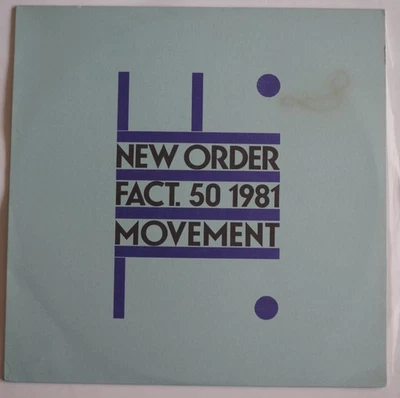 NEW ORDER
FACT. 50 1981
MOVEMENT